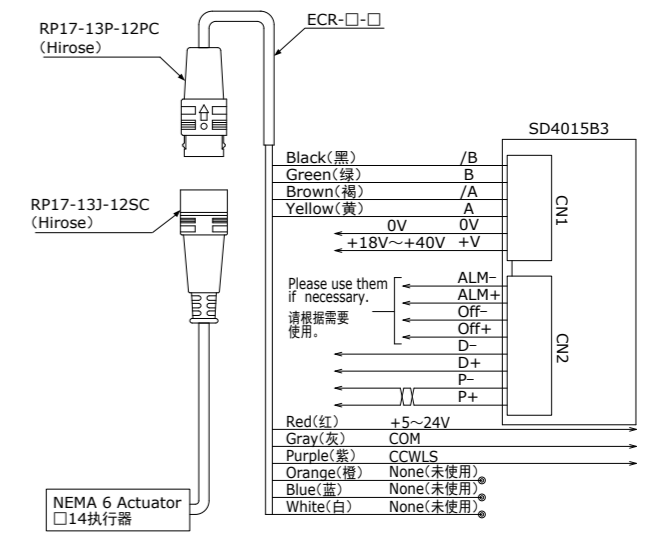 RP17-13P-12PC
(Hirose)
ECR-□-□
SD4015B3
Black(黑)
/B
Green(绿)
B
Brown(褐)
/A
Yellow(黄)
A
0V
0V
+18V～+40V
+V
CN1
RP17-13J-12SC
(Hirose)
Please use them
if necessary.
请根据需要
使用。
ALM−
ALM+
Off−
Off+
D−
D+
P−
P+
CN2
Red(红)
+5～24V
Gray(灰)
COM
Purple(紫)
CCWLS
Orange(橙)
None(未使用)
Blue(蓝)
None(未使用)
White(白)
None(未使用)
NEMA 6 Actuator
□14执行器